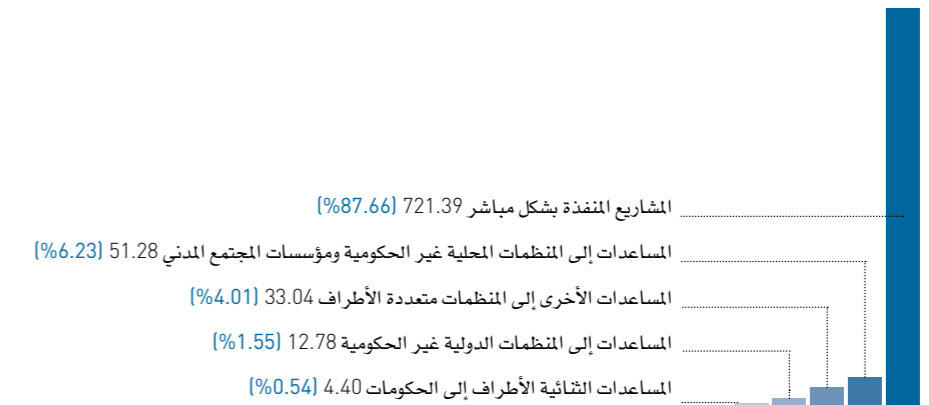 المشاريع المنفذة بشكل مباشر 721.39 (87.66%)
المساعدات إلى المنظمات المحلية غير الحكومية ومؤسسات المجتمع المدني 51.28 (6.23%)
المساعدات الأخرى إلى المنظمات متعددة الأطراف 33.04 (4.01%)
المساعدات إلى المنظمات الدولية غير الحكومية 12.78 (1.55%)
المساعدات الثنائية الأطراف إلى الحكومات 4.40 (0.54%)